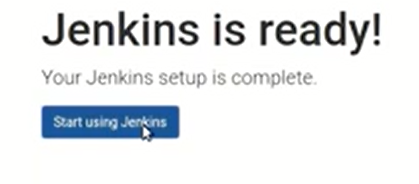 Jenkins is ready!
Your Jenkins setup is complete.
Start using Jenkins